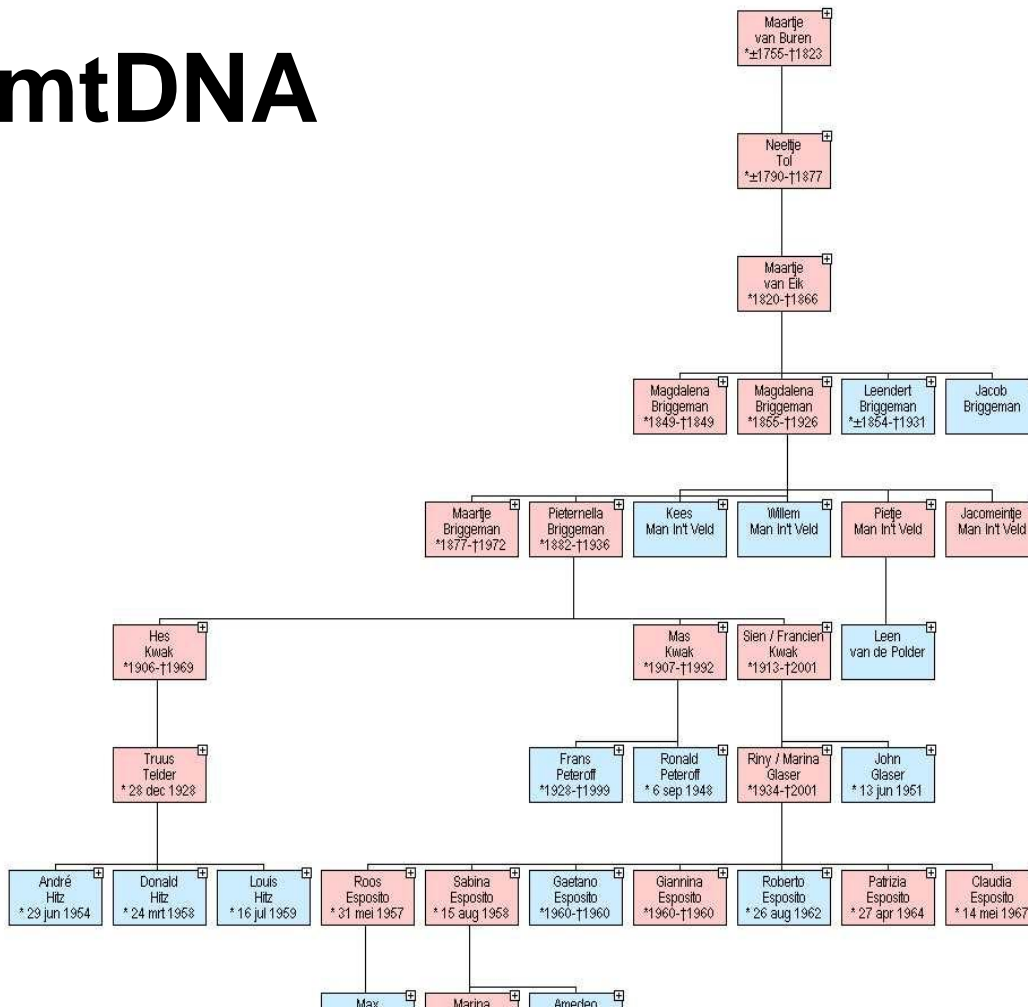 mtDNA
Maartje
van Buren
*±1755-†1823
Neeltje
Tol
*±1790-†1877
Maartje
van Eik
*1820-†1866
Magdalena
Briggeman
*1849-†1849
Magdalena
Briggeman
*1855-†1926
Leendert
Briggeman
*±1854-†1931
Jacob
Briggeman
Maartje
Briggeman
*1877-†1972
Pieternella
Briggeman
*1882-†1936
Kees
Man In't Veld
Willem
Man In't Veld
Pietje
Man In't Veld
Jacomeintje
Man In't Veld
Hes
Kwak
*1906-†1969
Mas
Kwak
*1907-†1992
Sien / Francien
Kwak
*1913-†2001
Leen
van de Polder
Truus
Telder
* 28 dec 1928
Frans
Peteroff
*1928-†1999
Ronald
Peteroff
* 6 sep 1948
Riny / Marina
Glaser
*1934-†2001
John
Glaser
* 13 jun 1951
André
Hitz
* 29 jun 1954
Donald
Hitz
* 24 mrt 1958
Louis
Hitz
* 16 jul 1959
Roos
Esposito
* 31 mei 1957
Sabina
Esposito
* 15 aug 1958
Gaetano
Esposito
*1960-†1960
Giannina
Esposito
*1960-†1960
Roberto
Esposito
* 26 aug 1962
Patrizia
Esposito
* 27 apr 1964
Claudia
Esposito
* 14 mei 1967
Max
Marina
Amedeo